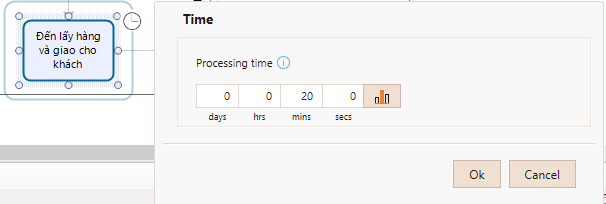 Đến lấy hàng
và giao cho
khách
Time
Processing time
0 0 20 0
days hrs mins secs
Ok Cancel